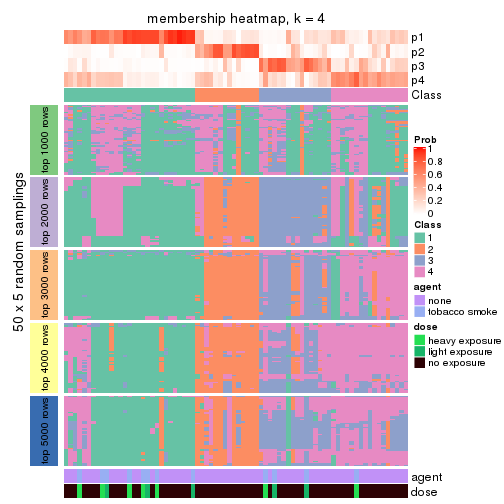 membership heatmap, k = 4
p1
p2
p3
p4
Class
50 x 5 random samplings
top 1000 rows
top 2000 rows
top 3000 rows
top 4000 rows
top 5000 rows
Prob
1
0.8
0.6
0.4
0.2
0
Class
1
2
3
4
agent
none
tobacco smoke
dose
heavy exposure
light exposure
no exposure
agent
dose